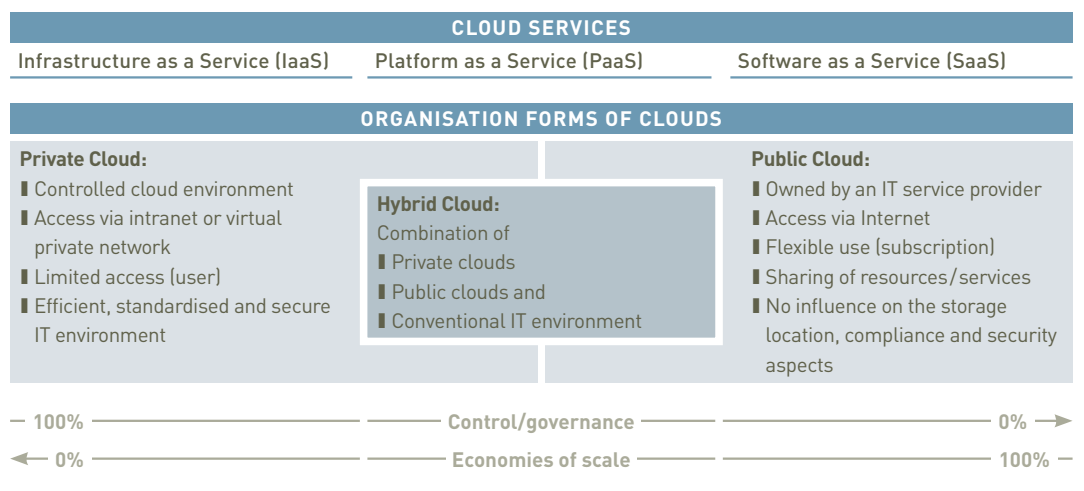 CLOUD SERVICES
Infrastructure as a Service (IaaS)
Platform as a Service (PaaS)
Software as a Service (SaaS)
ORGANISATION FORMS OF CLOUDS
Private Cloud:
❚ Controlled cloud environment
❚ Access via intranet or virtual
private network
❚ Limited access (user)
❚ Efficient, standardised and secure
IT environment
Hybrid Cloud:
Combination of
❚ Private clouds
❚ Public clouds and
❚ Conventional IT environment
Public Cloud:
❚ Owned by an IT service provider
❚ Access via Internet
❚ Flexible use (subscription)
❚ Sharing of resources/services
❚ No influence on the storage
location, compliance and security
aspects
100% Control/governance 0%
0% Economies of scale 100%